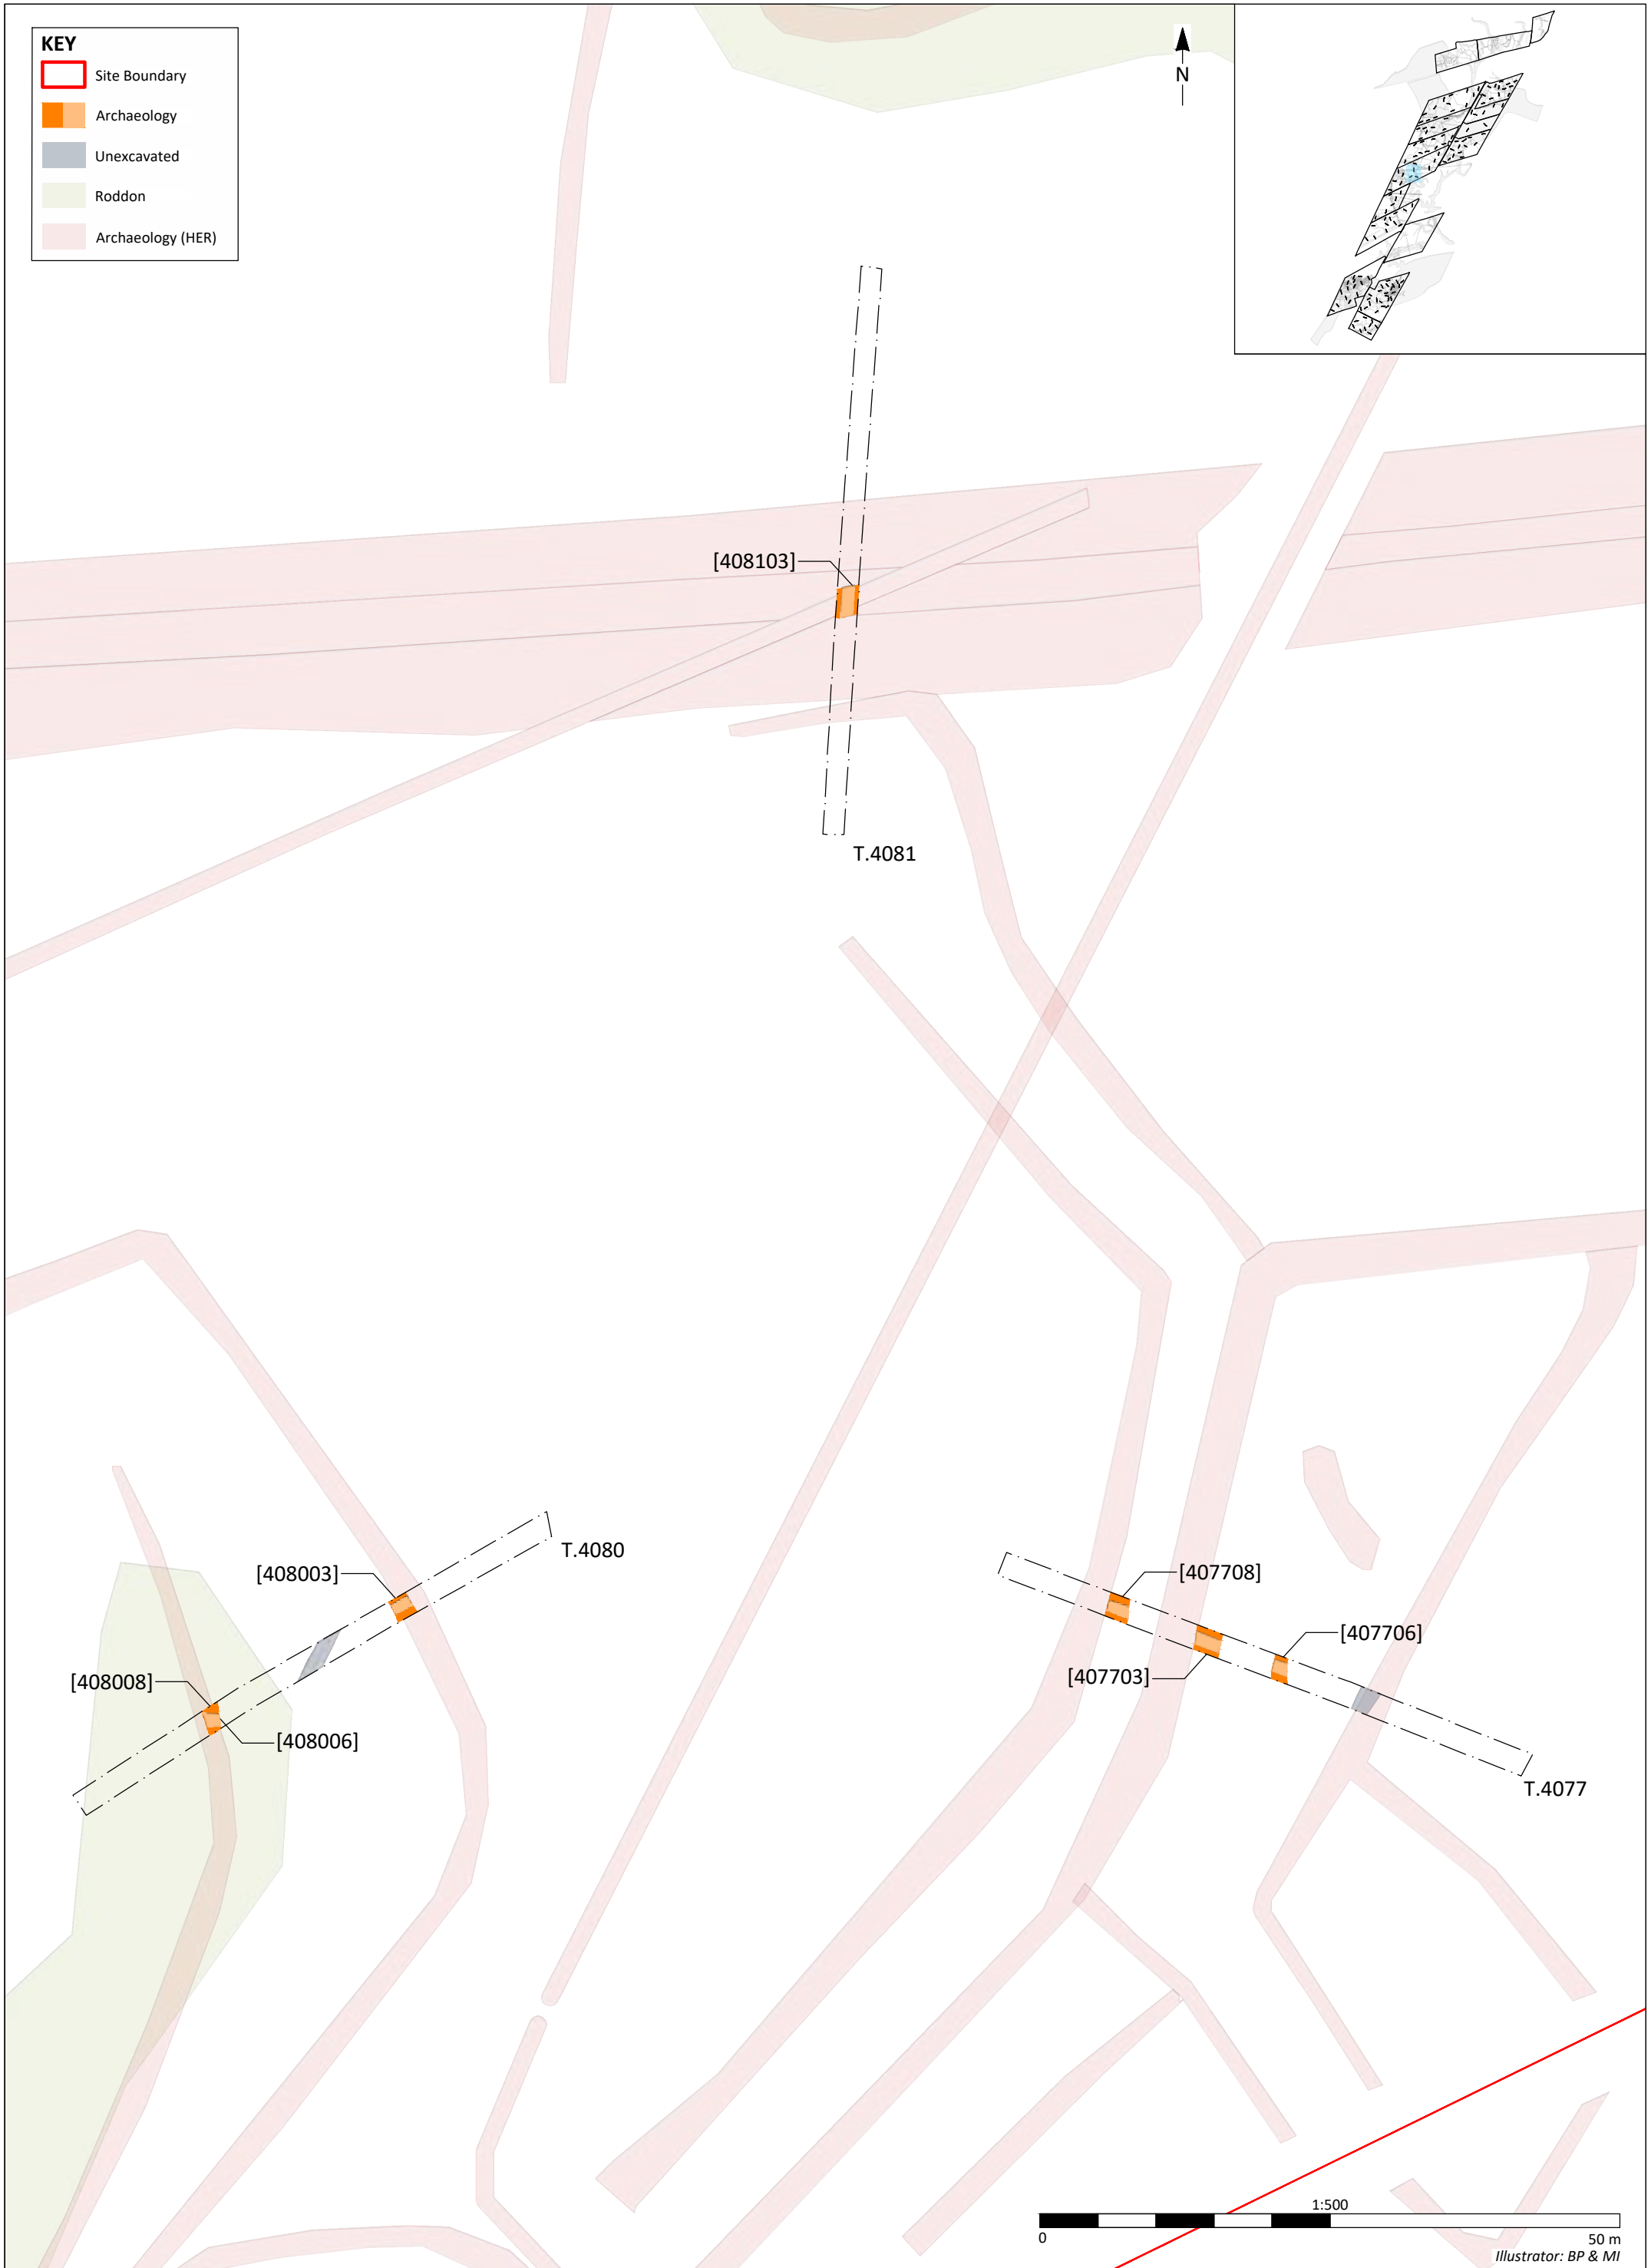 KEY
Site Boundary
Archaeology
Unexcavated
Roddon
Archaeology (HER)
N
[408103]
T.4081
T.4080
[408003]
[408008]
[408006]
[407708]
[407706]
[407703]
T.4077
1:500
0
50 m
Illustrator: BP & MI